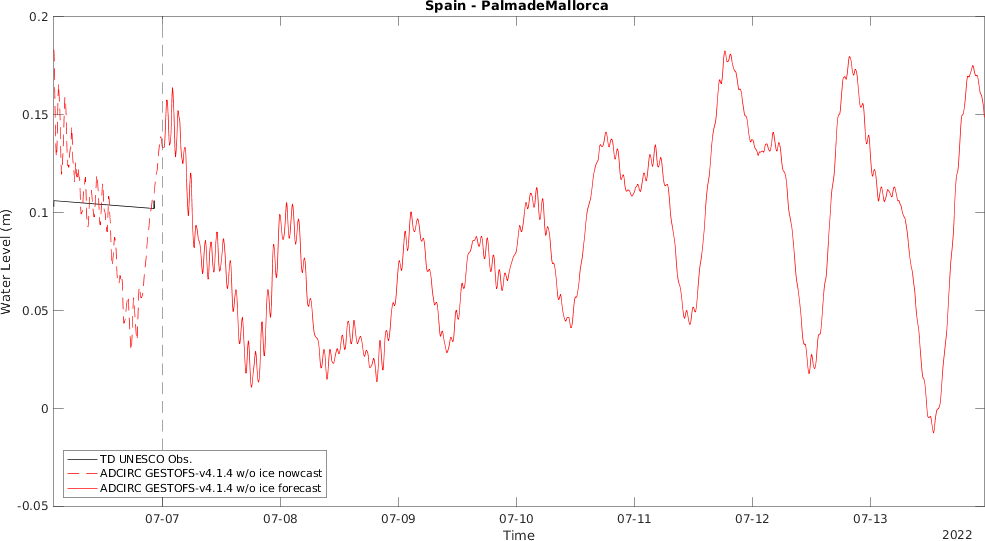 Spain - PalmadeMallorca
0.2
0.15
0.1
0.05
0
-0.05
Water Level (m)
TD UNESCO Obs.
ADCIRC GESTOFS-v4.1.4 w/o ice nowcast
ADCIRC GESTOFS-v4.1.4 w/o ice forecast
07-07 07-08 07-09 07-10 07-11 07-12 07-13
Time
2022